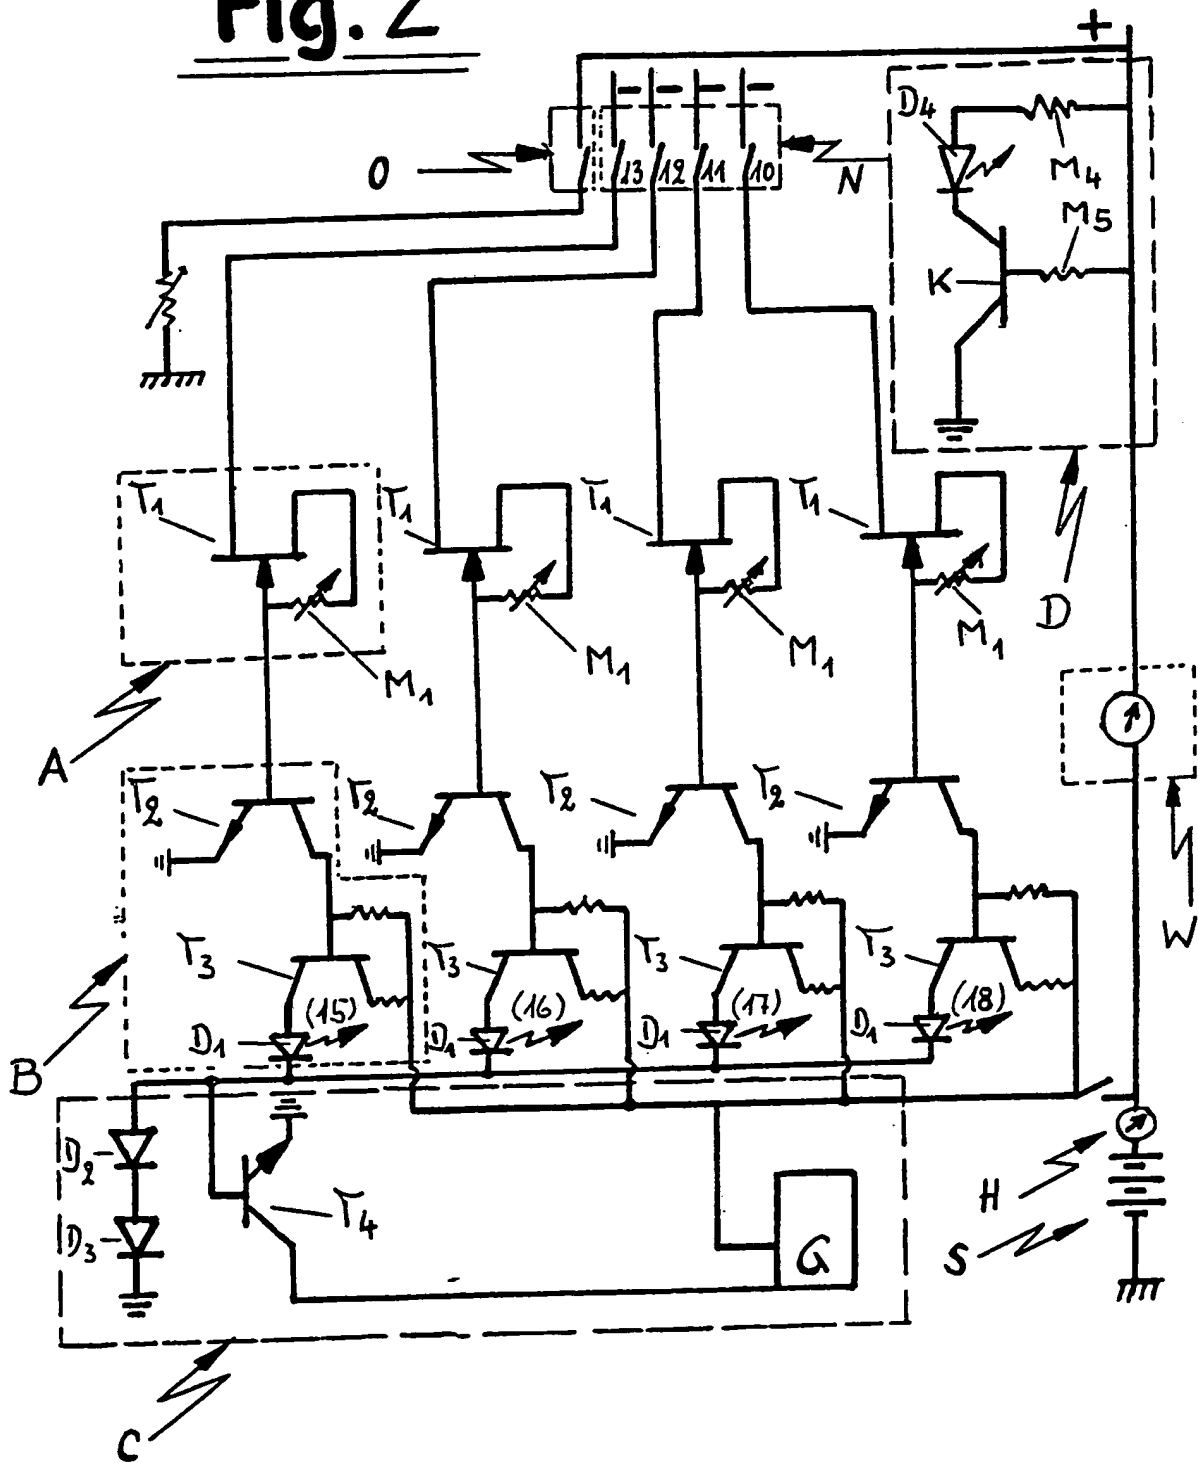 Fig. 2
+
- - - -
D4
O
13 12 11 10
N
M4
M5
K
T1 T1 T1 T1
D
M1 M1 M1 M1
A
T2 T2 T2 T2
W
T3 T3 T3 T3
(15) (16) (17) (18)
D1 D1 D1 D1
B
D2
H
T4
D3
G
S
C